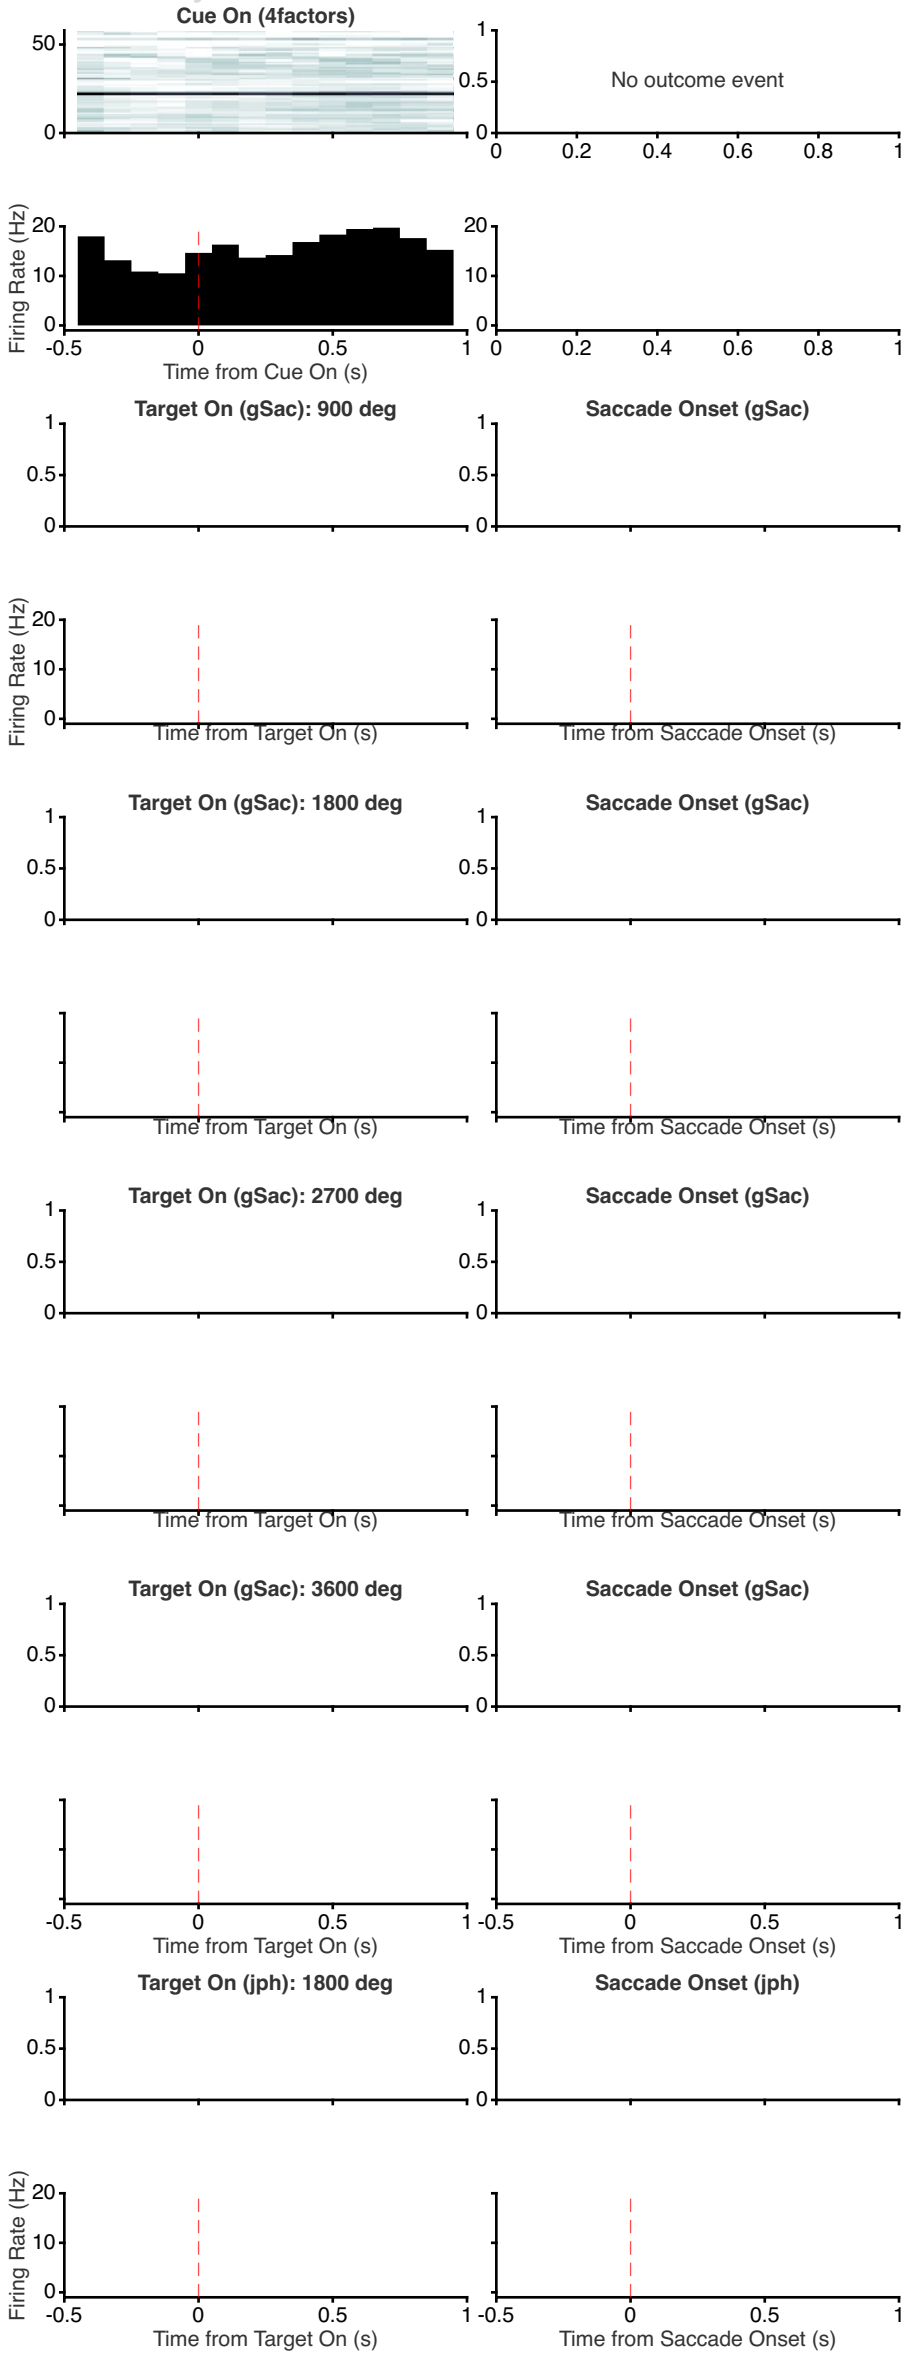 Cue On (4factors)
50
0
1
0.5
0
No outcome event
0 0.2 0.4 0.6 0.8 1
Firing Rate (Hz)
20
10
0
-0.5 0 0.5 1
Time from Cue On (s)
20
10
0
0 0.2 0.4 0.6 0.8 1
Target On (gSac): 900 deg
1
0.5
0
Saccade Onset (gSac)
1
0.5
0
Firing Rate (Hz)
20
10
0
Time from Target On (s)
Time from Saccade Onset (s)
Target On (gSac): 1800 deg
1
0.5
0
Saccade Onset (gSac)
1
0.5
0
Time from Target On (s)
Time from Saccade Onset (s)
Target On (gSac): 2700 deg
1
0.5
0
Saccade Onset (gSac)
1
0.5
0
Time from Target On (s)
Time from Saccade Onset (s)
Target On (gSac): 3600 deg
1
0.5
0
Saccade Onset (gSac)
1
0.5
0
-0.5 0 0.5 1
Time from Target On (s)
-0.5 0 0.5 1
Time from Saccade Onset (s)
Target On (jph): 1800 deg
1
0.5
0
Saccade Onset (jph)
1
0.5
0
Firing Rate (Hz)
20
10
0
-0.5 0 0.5 1
Time from Target On (s)
-0.5 0 0.5 1
Time from Saccade Onset (s)